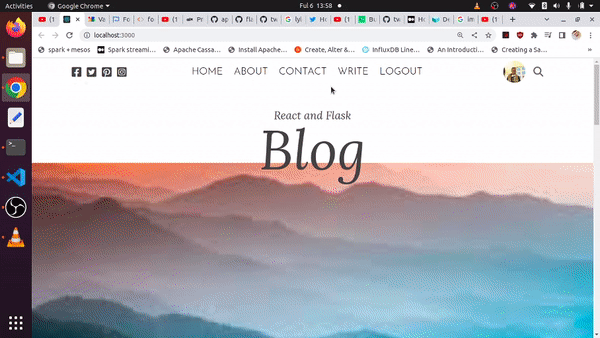 Activities Google Chrome Ful 6 13:58
localhost:3000
spark + mesos Spark streami... Apache Cassa... Install Apache... Create, Alter &... InfluxDB Line... An Introducti... Creating a Sa...
HOME ABOUT CONTACT WRITE LOGOUT
React and Flask
Blog